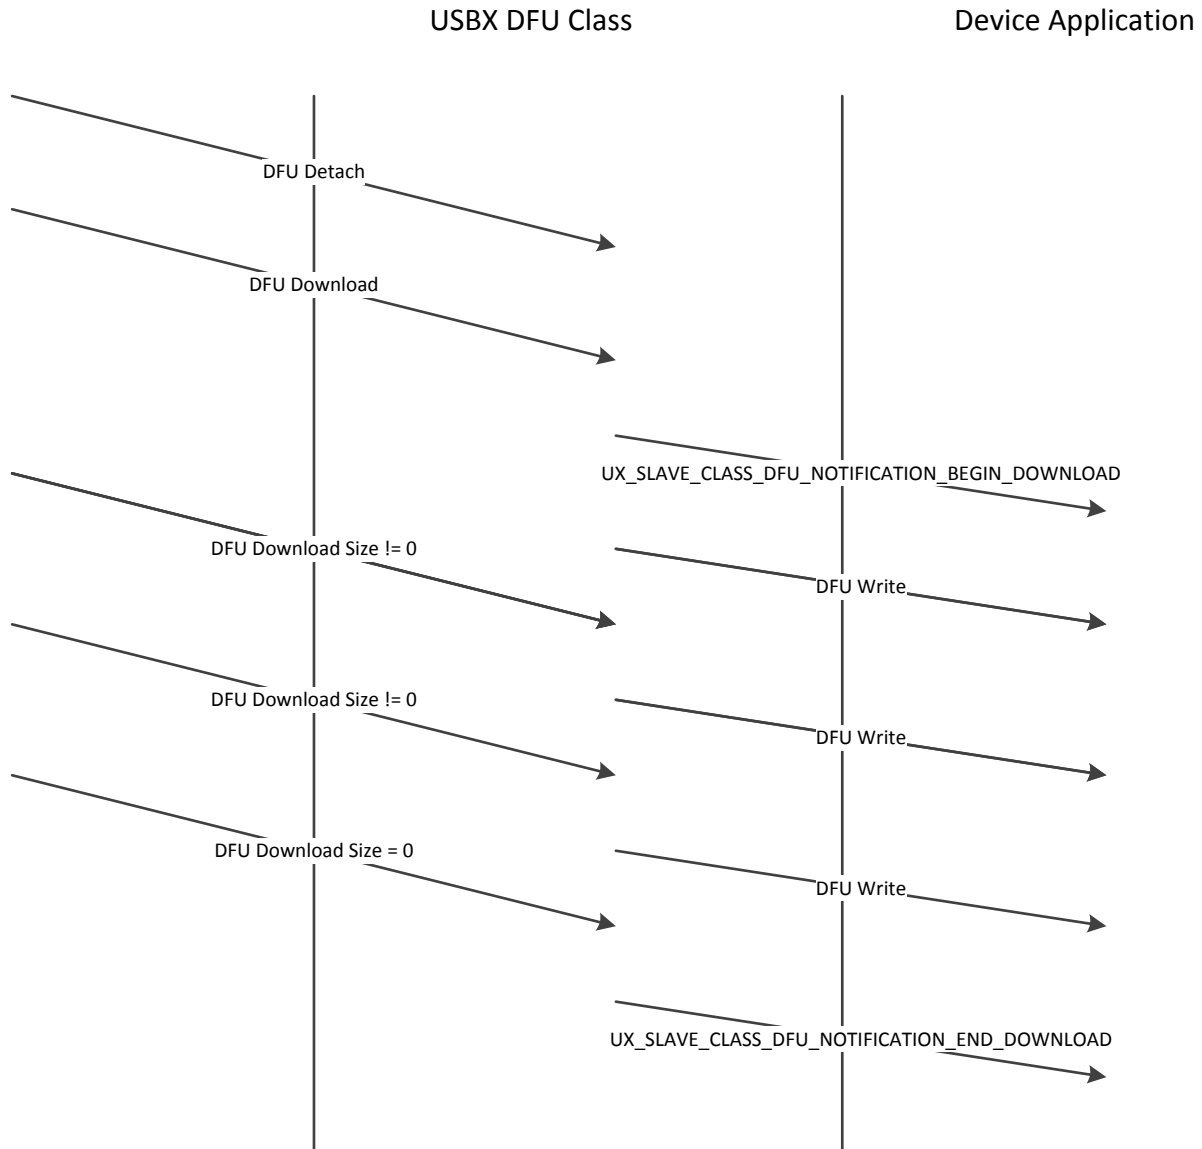 USBX DFU Class
Device Application
DFU Detach
DFU Download
UX_SLAVE_CLASS_DFU_NOTIFICATION_BEGIN_DOWNLOAD
DFU Download Size != 0
DFU Write
DFU Download Size != 0
DFU Write
DFU Download Size = 0
DFU Write
UX_SLAVE_CLASS_DFU_NOTIFICATION_END_DOWNLOAD